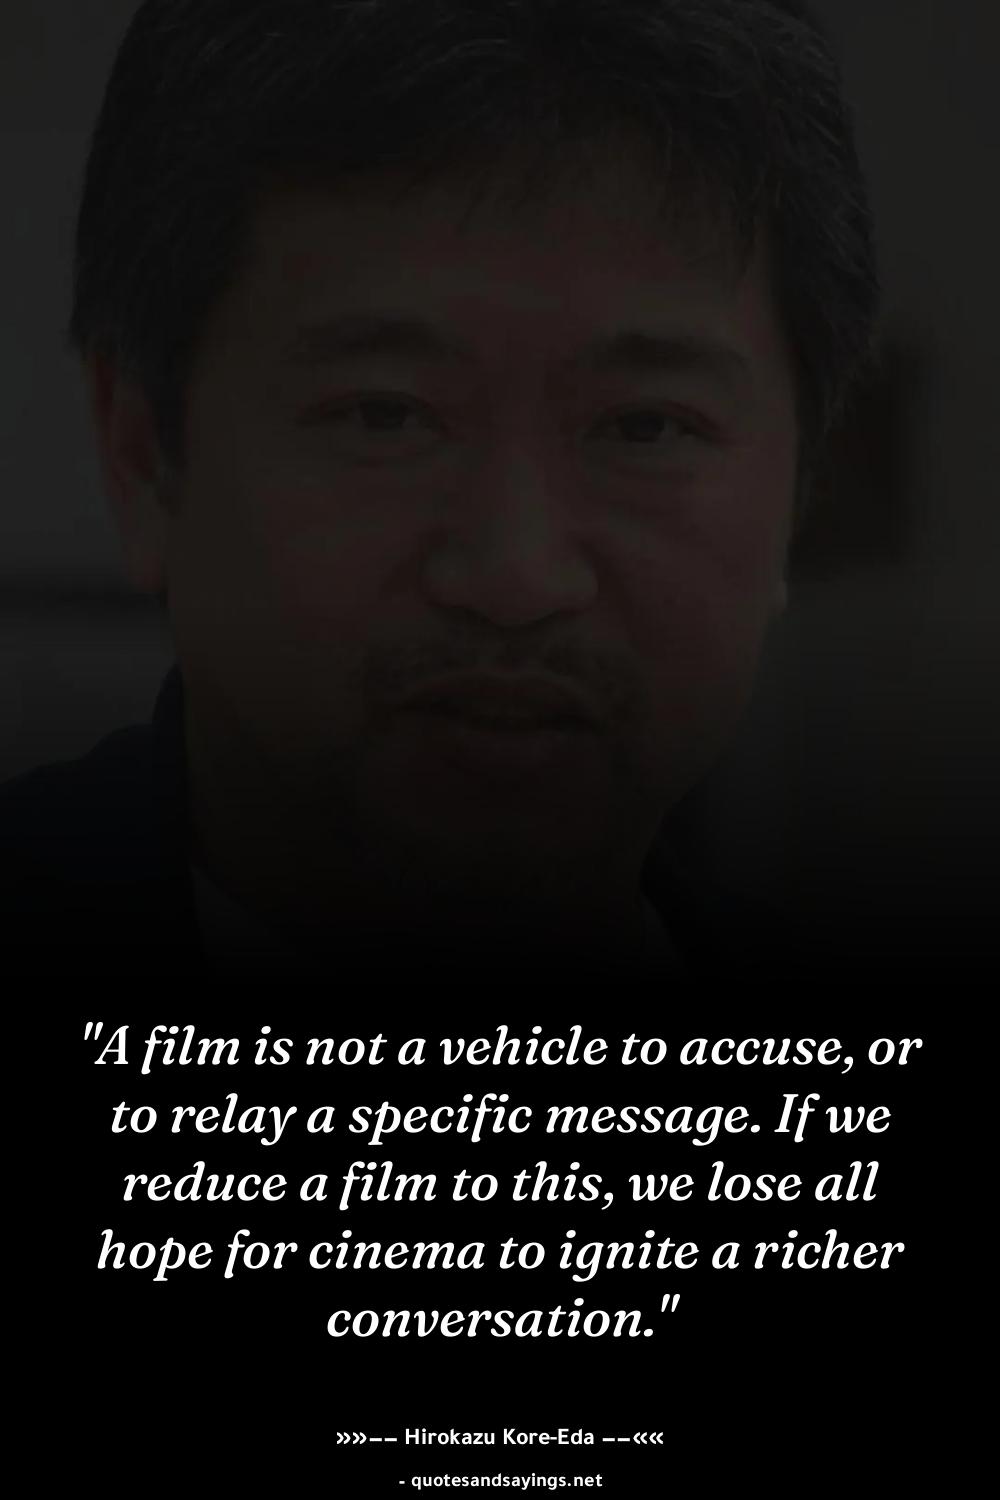 "A film is not a vehicle to accuse, or
to relay a specific message. If we
reduce a film to this, we lose all
hope for cinema to ignite a richer
conversation."
»»–– Hirokazu Kore-Eda ––««
- quotesandsayings.net